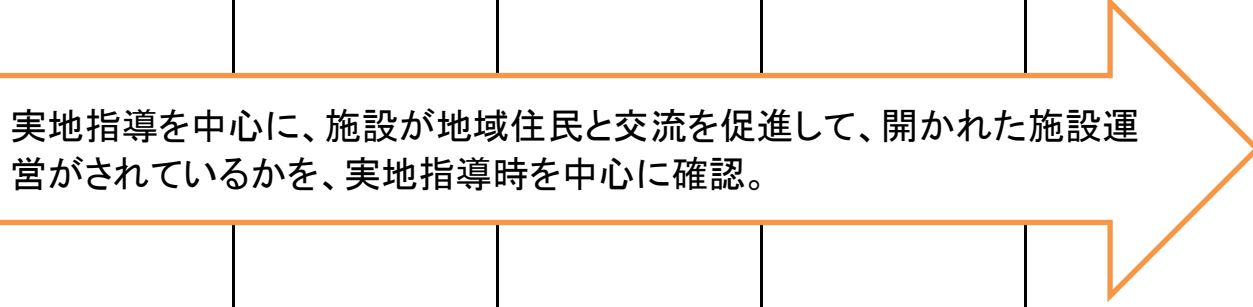 実地指導を中心に、施設が地域住民と交流を促進して、開かれた施設運
営がされているかを、実地指導時を中心に確認。